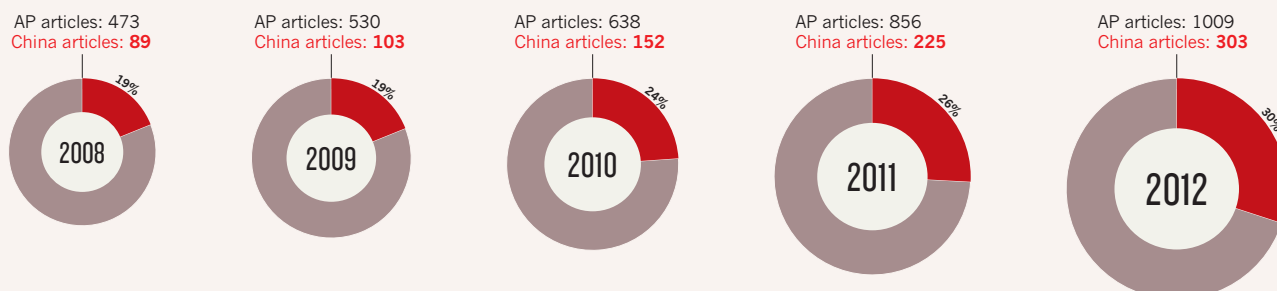 AP articles: 473
China articles: 89
19%
2008
AP articles: 530
China articles: 103
19%
2009
AP articles: 638
China articles: 152
24%
2010
AP articles: 856
China articles: 225
26%
2011
AP articles: 1009
China articles: 303
30%
2012